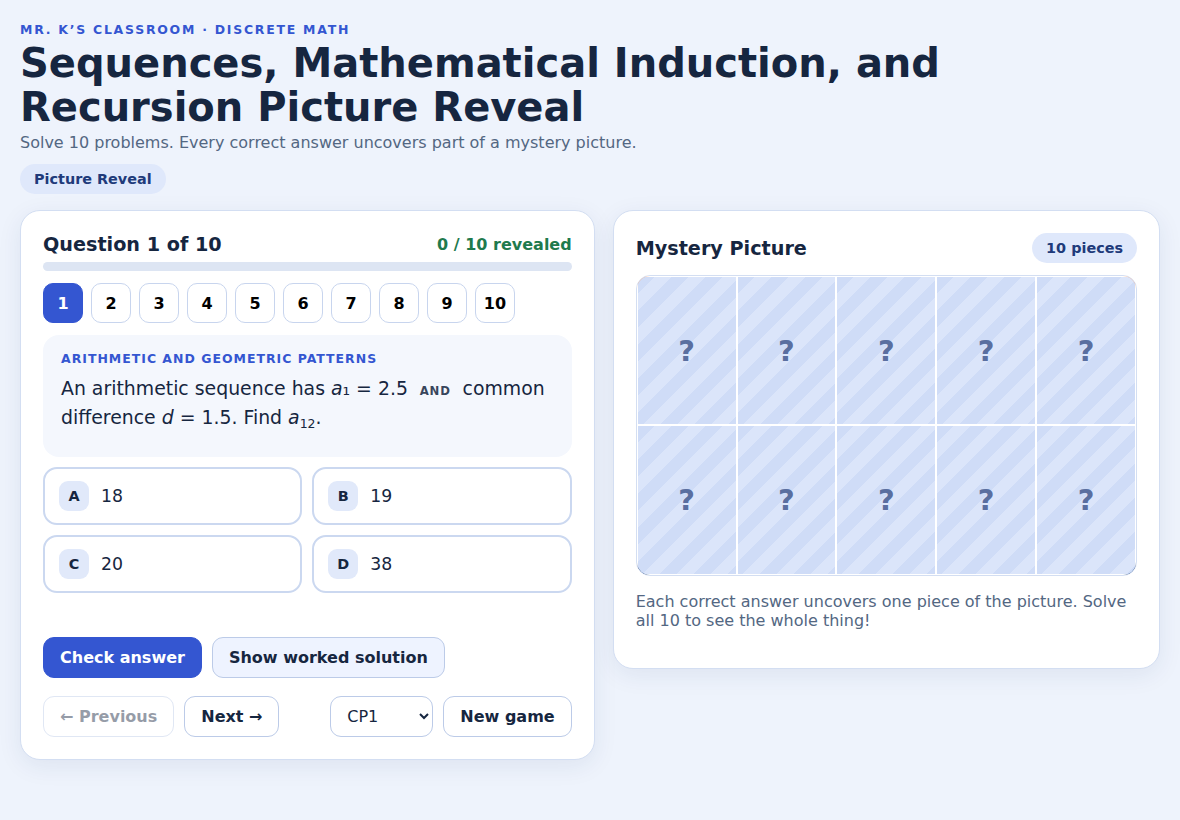 MR. K’S CLASSROOM · DISCRETE MATH
Sequences, Mathematical Induction, and
Recursion Picture Reveal
Solve 10 problems. Every correct answer uncovers part of a mystery picture.
Picture Reveal
Question 1 of 10
0 / 10 revealed
1 2 3 4 5 6 7 8 9 10
ARITHMETIC AND GEOMETRIC PATTERNS
An arithmetic sequence has a₁ = 2.5 AND common
difference d = 1.5. Find a₁₂.
A 18
B 19
C 20
D 38
Check answer
Show worked solution
← Previous
Next →
CP1
New game
Mystery Picture
10 pieces
? ? ? ? ?
? ? ? ? ?
Each correct answer uncovers one piece of the picture. Solve
all 10 to see the whole thing!